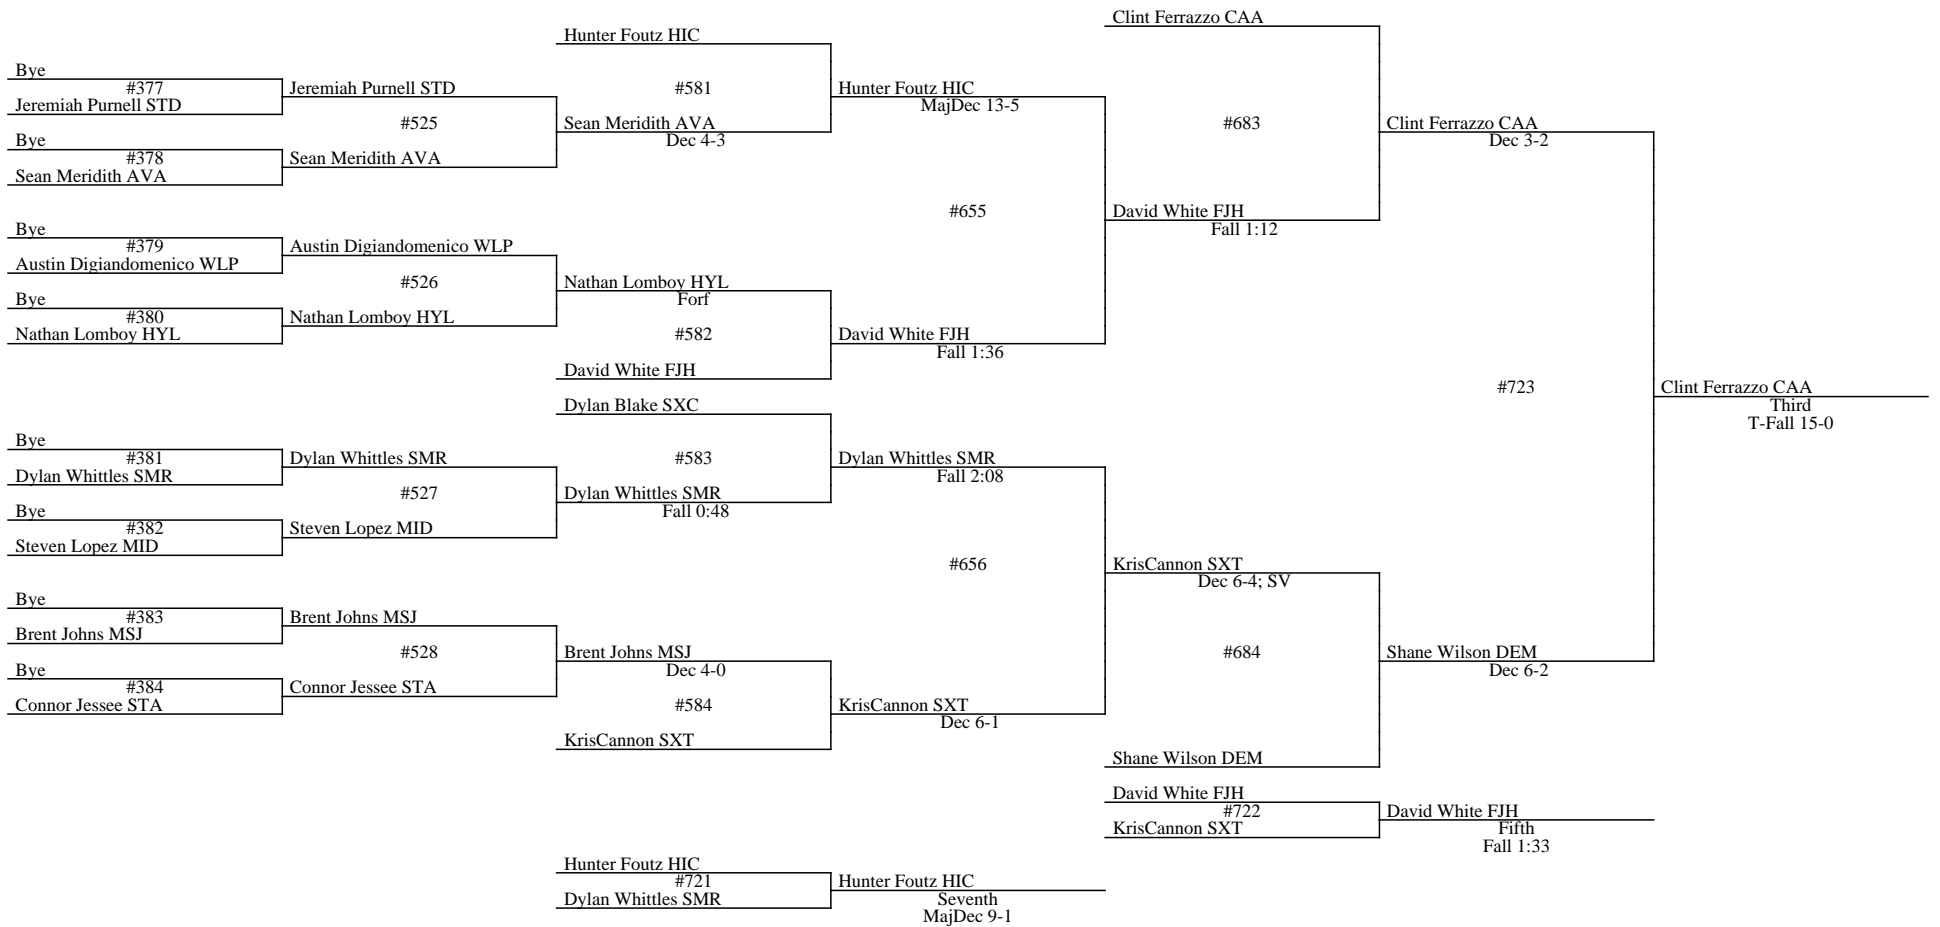 Clint Ferrazzo CAA
Hunter Foutz HIC
Bye
#377
Jeremiah Purnell STD
Jeremiah Purnell STD
#581
Hunter Foutz HIC
MajDec 13-5
#525
Sean Meridith AVA
Dec 4-3
#683
Clint Ferrazzo CAA
Dec 3-2
Bye
#378
Sean Meridith AVA
Sean Meridith AVA
#655
David White FJH
Fall 1:12
Bye
#379
Austin Digiandomenico WLP
Austin Digiandomenico WLP
#526
Nathan Lomboy HYL
Forf
Bye
#380
Nathan Lomboy HYL
Nathan Lomboy HYL
#582
David White FJH
Fall 1:36
David White FJH
#723
Clint Ferrazzo CAA
Third
T-Fall 15-0
Dylan Blake SXC
Bye
#381
Dylan Whittles SMR
Dylan Whittles SMR
#583
Dylan Whittles SMR
Fall 2:08
#527
Dylan Whittles SMR
Fall 0:48
Bye
#382
Steven Lopez MID
Steven Lopez MID
#656
KrisCannon SXT
Dec 6-4; SV
Bye
#383
Brent Johns MSJ
Brent Johns MSJ
#528
Brent Johns MSJ
Dec 4-0
#684
Shane Wilson DEM
Dec 6-2
Bye
#384
Connor Jessee STA
Connor Jessee STA
#584
KrisCannon SXT
Dec 6-1
KrisCannon SXT
Shane Wilson DEM
David White FJH
#722
KrisCannon SXT
David White FJH
Fifth
Fall 1:33
Hunter Foutz HIC
#721
Dylan Whittles SMR
Hunter Foutz HIC
Seventh
MajDec 9-1